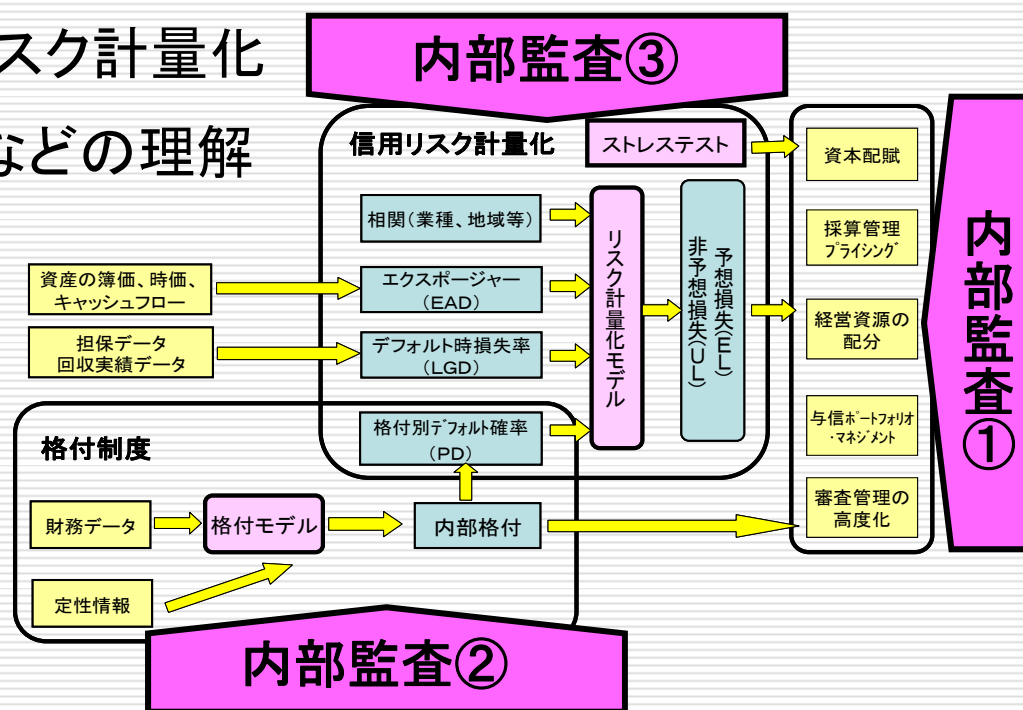 スク計量化
などの理解
内部監査③
信用リスク計量化
ストレステスト
相関(業種、地域等)
資産の簿価、時価、
キャッシュフロー
エクスポージャー
(EAD)
担保データ
回収実績データ
デフォルト時損失率
(LGD)
格付別ﾃﾞﾌｫﾙﾄ確率
(PD)
リスク計量化モデル
予想損失(EL)
非予想損失(UL)
資本配賦
採算管理
ﾌﾟﾗｲｼﾝｸﾞ
経営資源の
配分
与信ﾎﾟｰﾄﾌｫﾘｵ
・ﾏﾈｼﾞﾒﾝﾄ
審査管理の
高度化
内部監査①
格付制度
財務データ
格付モデル
内部格付
定性情報
内部監査②